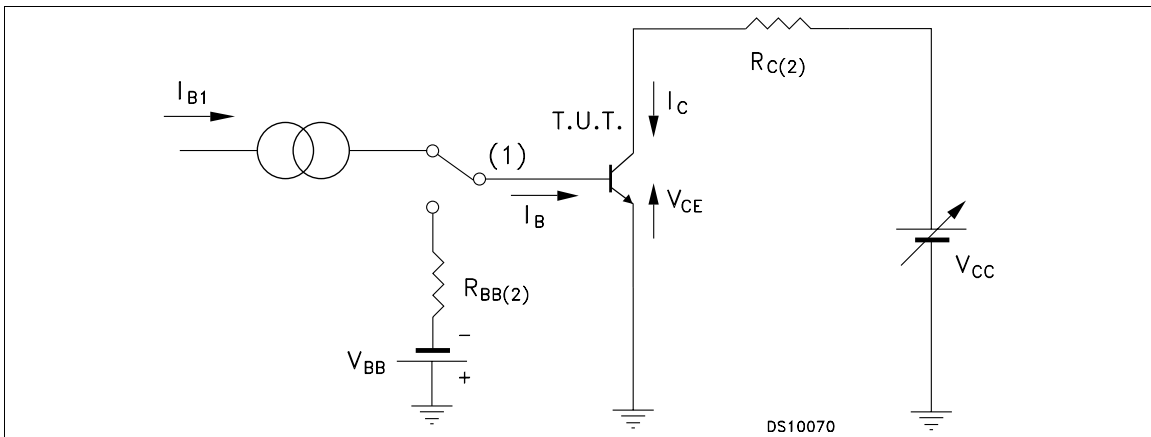 R_C(2)
I_B1
I_C
T.U.T.
(1)
V_CE
I_B
V_CC
R_BB(2)
−
V_BB
+
DS10070